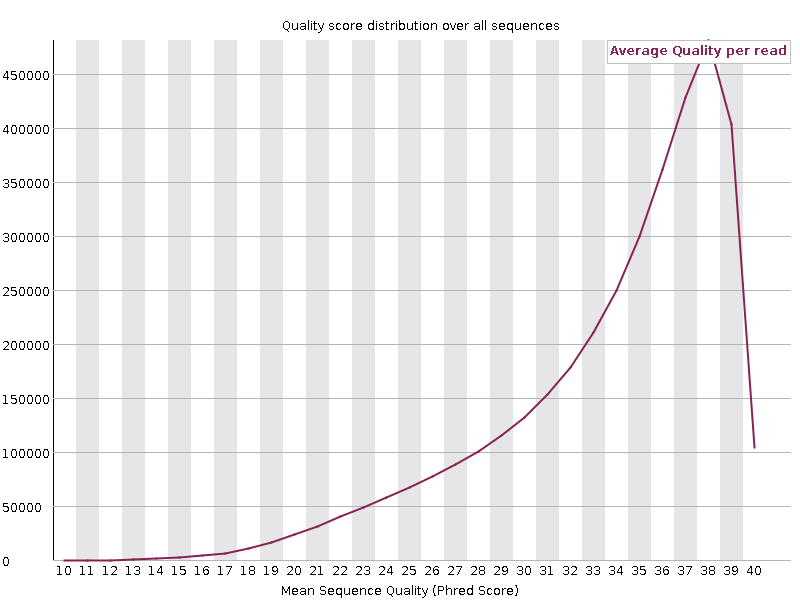 Quality score distribution over all sequences
Average Quality per read
450000
400000
350000
300000
250000
200000
150000
100000
50000
0
10 11 12 13 14 15 16 17 18 19 20 21 22 23 24 25 26 27 28 29 30 31 32 33 34 35 36 37 38 39 40
Mean Sequence Quality (Phred Score)